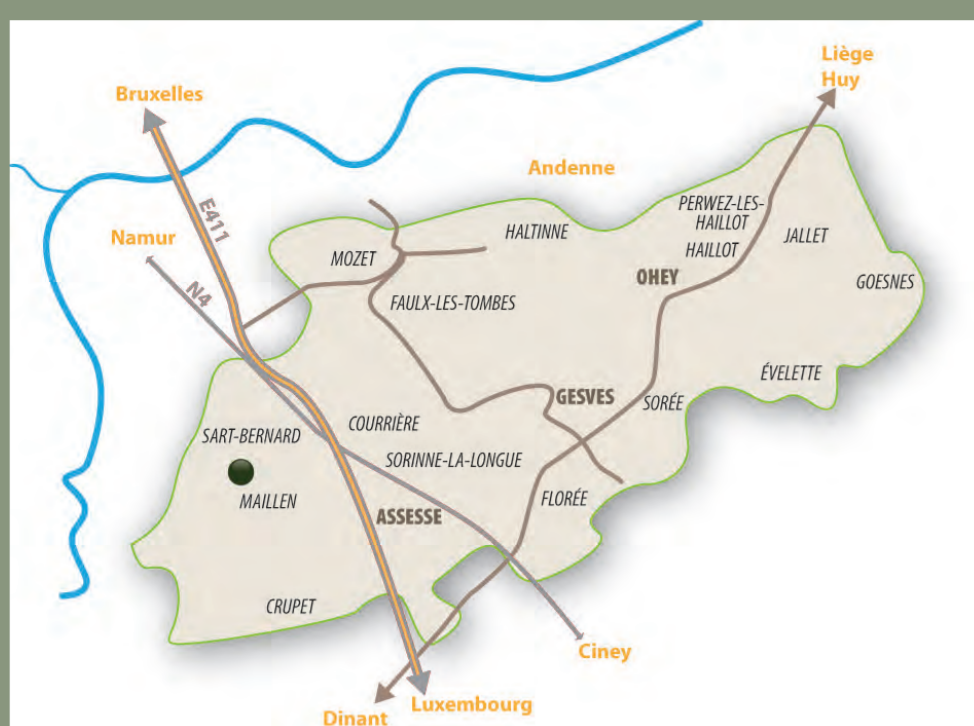 Liège
Huy
Bruxelles
Andenne
E411
PERWEZ-LES-
HAILLOT
Namur
HALTINNE
JALLET
MOZET
HAILLOT
OHEY
GOESNES
N4
FAULX-LES-TOMBES
ÉVELETTE
GESVES
SORÉE
COURRIÈRE
SART-BERNARD
SORINNE-LA-LONGUE
MAILLEN
FLORÉE
ASSESSE
CRUPET
Ciney
Luxembourg
Dinant